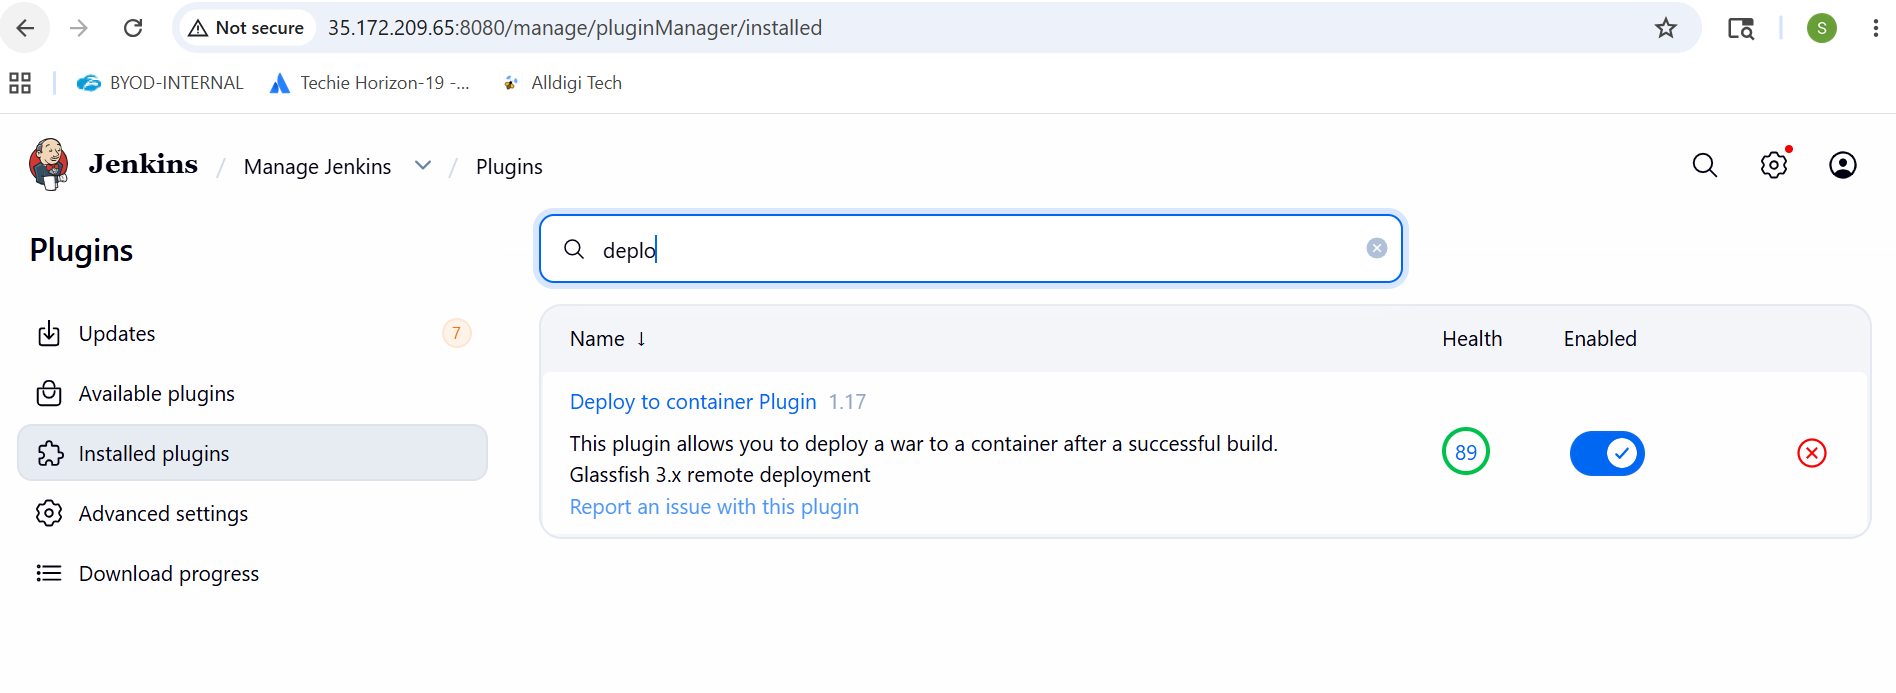 Not secure 35.172.209.65:8080/manage/pluginManager/installed S
BYOD-INTERNAL Techie Horizon-19 -... Alldigi Tech
Jenkins / Manage Jenkins / Plugins
Plugins
deplo
Updates 7
Available plugins
Installed plugins
Advanced settings
Download progress
Name ↓ Health Enabled
Deploy to container Plugin 1.17
This plugin allows you to deploy a war to a container after a successful build.
Glassfish 3.x remote deployment
Report an issue with this plugin
89